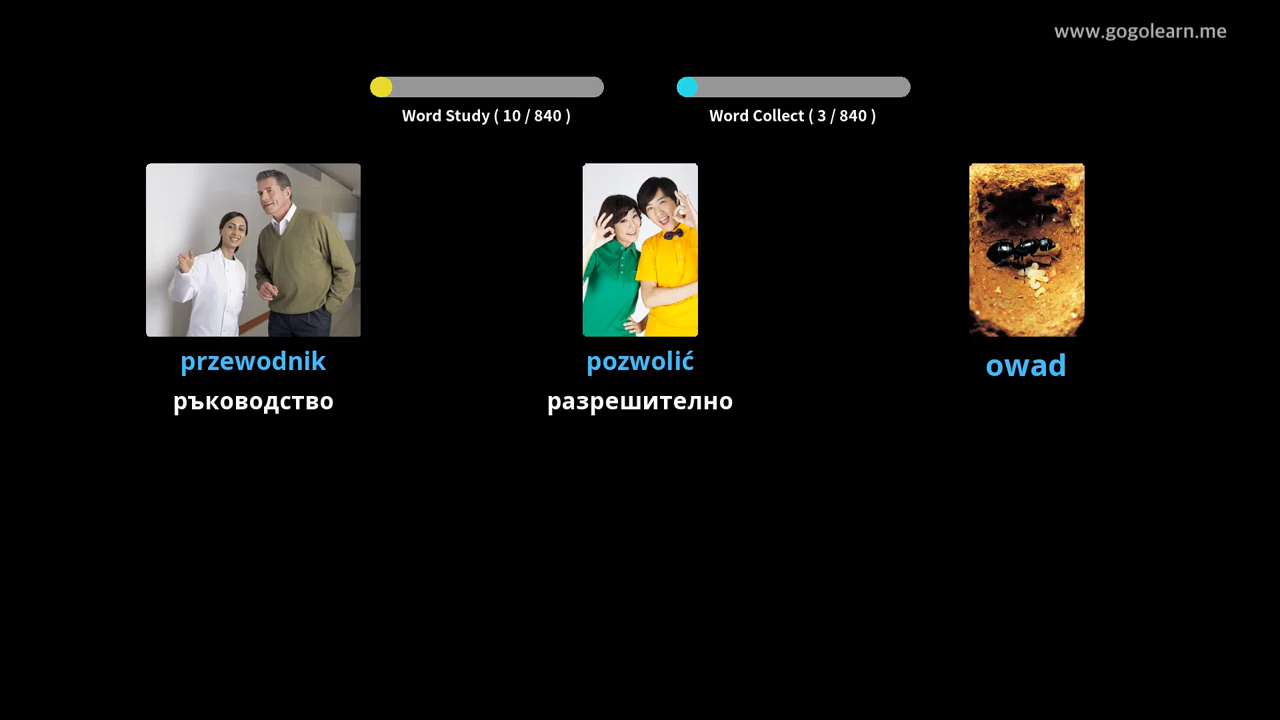 www.gogolearn.me
Word Study ( 10 / 840 )
Word Collect ( 3 / 840 )
przewodnik
pozwolić
owad
ръководство
разрешително